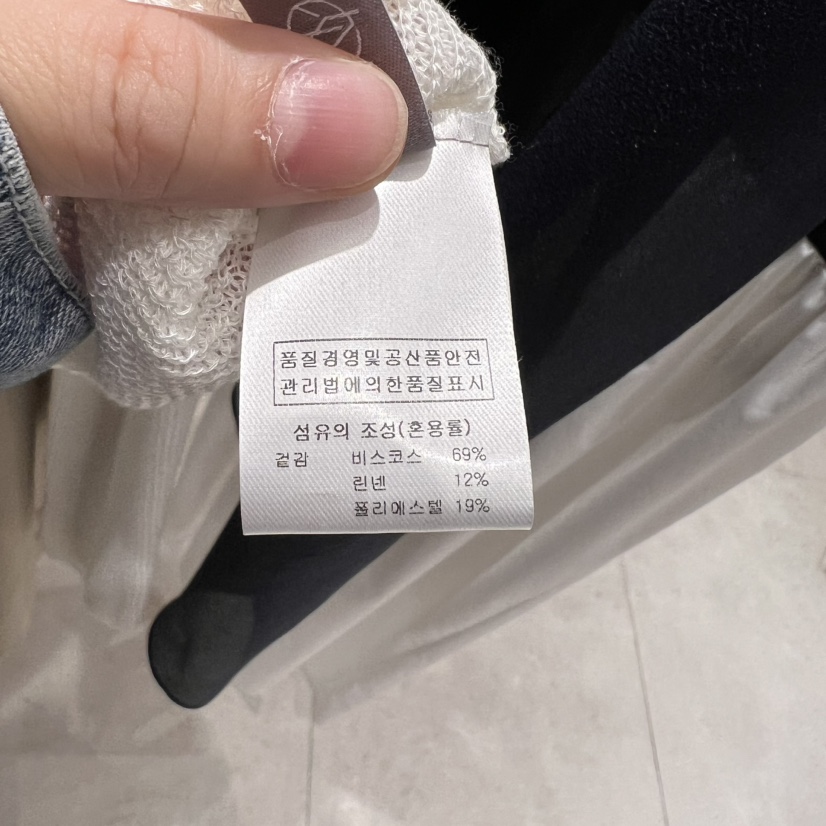 품질경영및공산품안전
관리법에의한품질표시
섬유의 조성(혼용률)
겉감 비스코스 69%
린넨 12%
폴리에스텔 19%